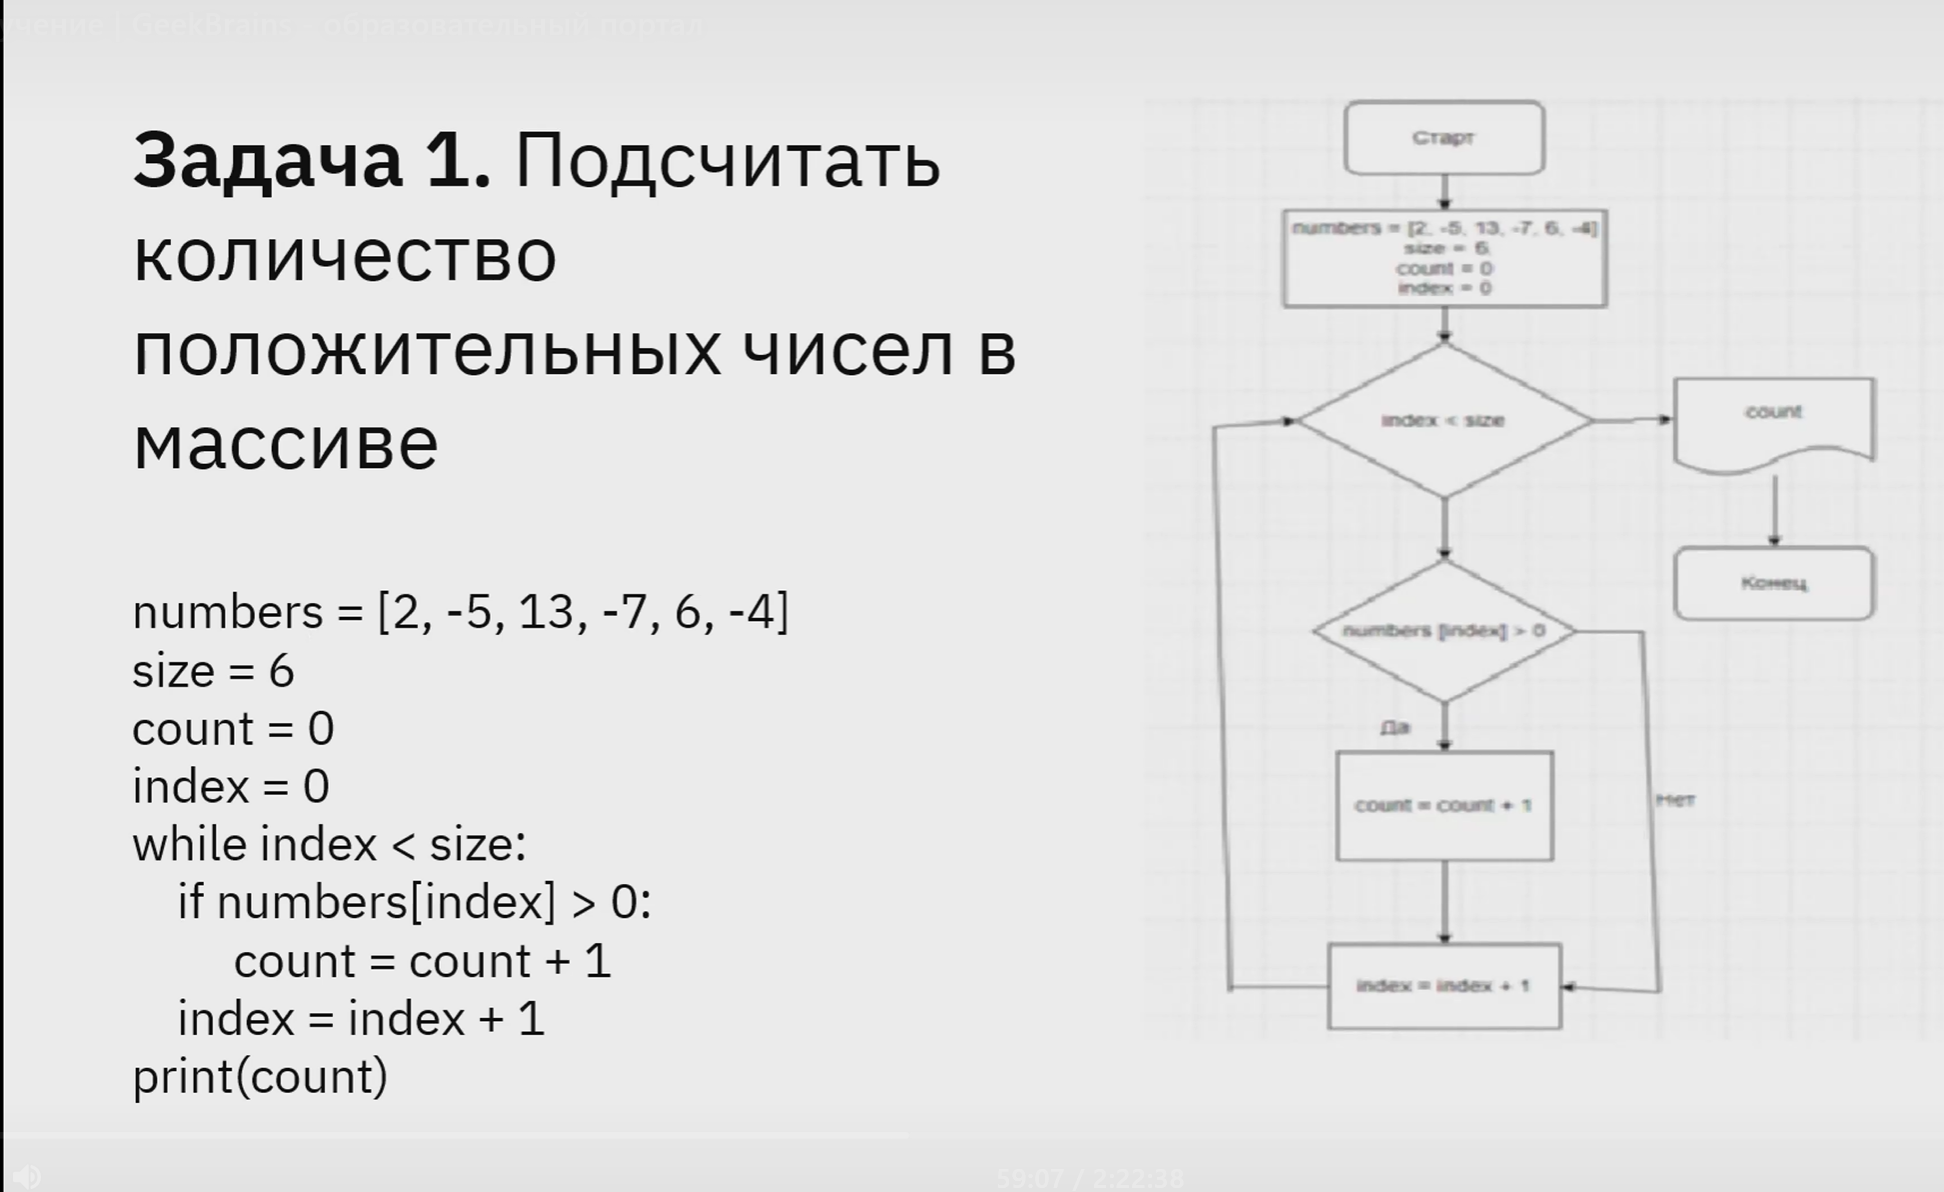 чение | GeekBrains - образовательный портал
Задача 1. Подсчитать
количество
положительных чисел в
массиве
numbers = [2, -5, 13, -7, 6, -4]
size = 6
count = 0
index = 0
while index < size:
if numbers[index] > 0:
count = count + 1
index = index + 1
print(count)
Старт
numbers = [2, -5, 13, -7, 6, -4]
size = 6
count = 0
index = 0
index < size
count
Конец
numbers [index] > 0
Да
Нет
count = count + 1
index = index + 1
59:07 / 2:22:38